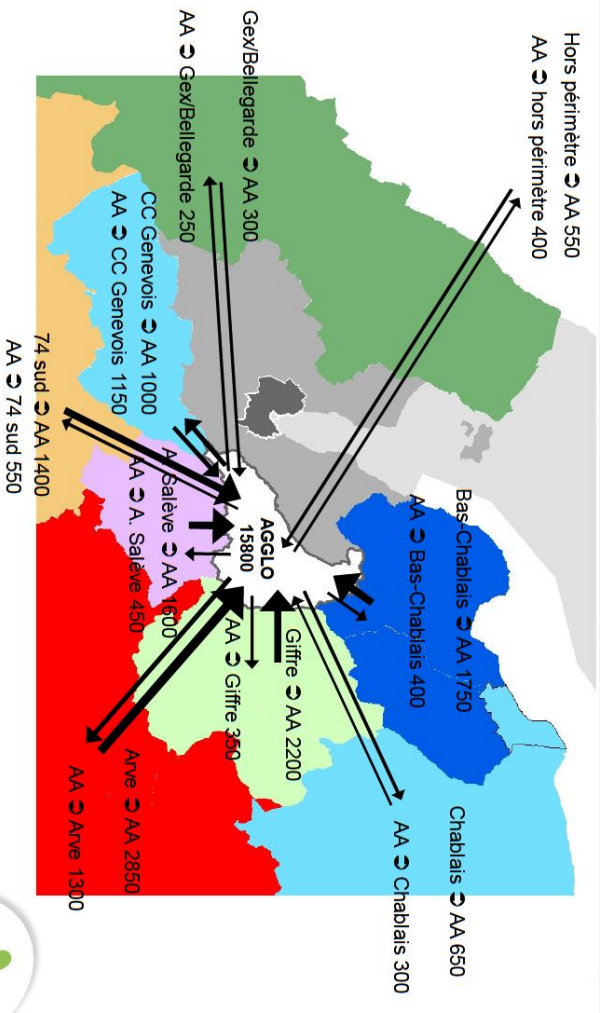 Hors périmètre ➲ AA 550
AA ➲ hors périmètre 400
Gex/Bellegarde ➲ AA 300
AA ➲ Gex/Bellegarde 250
CC Genevois ➲ AA 1000
AA ➲ CC Genevois 1150
74 sud ➲ AA 1400
AA ➲ 74 sud 550
A. Salève ➲ AA 1600
AA ➲ A. Salève 450
AGGLO
15800
Bas-Chablais ➲ AA 1750
AA ➲ Bas-Chablais 400
Giffre ➲ AA 2200
AA ➲ Giffre 350
Chablais ➲ AA 650
AA ➲ Chablais 300
Arve ➲ AA 2850
AA ➲ Arve 1300